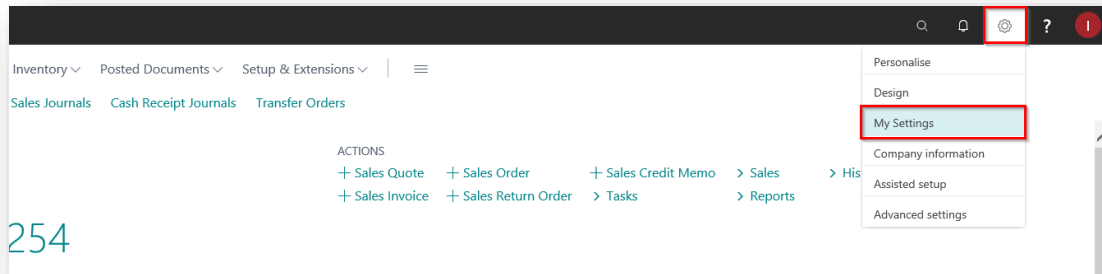 ?
I
Inventory Posted Documents Setup & Extensions
Personalise
Design
Sales Journals Cash Receipt Journals Transfer Orders
My Settings
ACTIONS
Company information
+ Sales Quote + Sales Order + Sales Credit Memo > Sales > His
Assisted setup
+ Sales Invoice + Sales Return Order > Tasks > Reports
Advanced settings
254